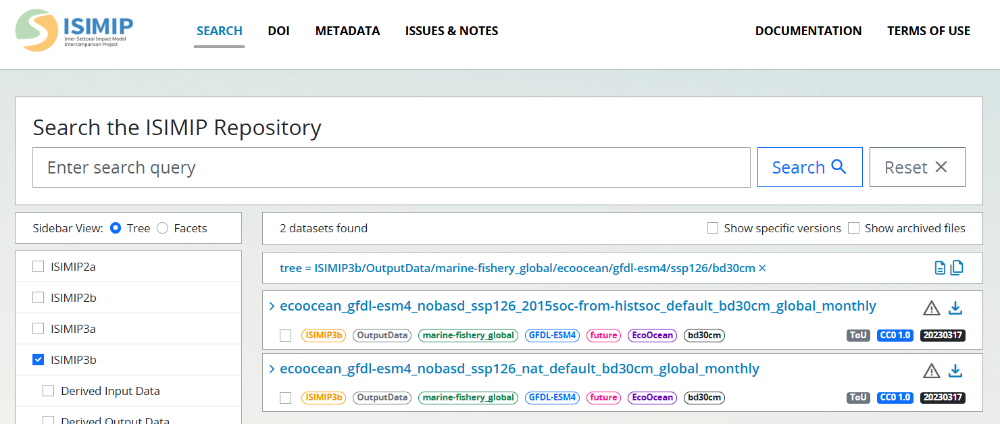 ISIMIP
Inter-Sectoral Impact Model
Intercomparison Project
SEARCH DOI METADATA ISSUES & NOTES DOCUMENTATION TERMS OF USE
Search the ISIMIP Repository
Enter search query Search Reset
Sidebar View: Tree Facets
2 datasets found Show specific versions Show archived files
ISIMIP2a
ISIMIP2b
ISIMIP3a
ISIMIP3b
Derived Input Data
Derived Output Data
tree = ISIMIP3b/OutputData/marine-fishery_global/ecoocean/gfdl-esm4/ssp126/bd30cm ×
ecoocean_gfdl-esm4_nobasd_ssp126_2015soc-from-histsoc_default_bd30cm_global_monthly
ISIMIP3b OutputData marine-fishery_global GFDL-ESM4 future EcoOcean bd30cm ToU CC0 1.0 20230317
ecoocean_gfdl-esm4_nobasd_ssp126_nat_default_bd30cm_global_monthly
ISIMIP3b OutputData marine-fishery_global GFDL-ESM4 future EcoOcean bd30cm ToU CC0 1.0 20230317